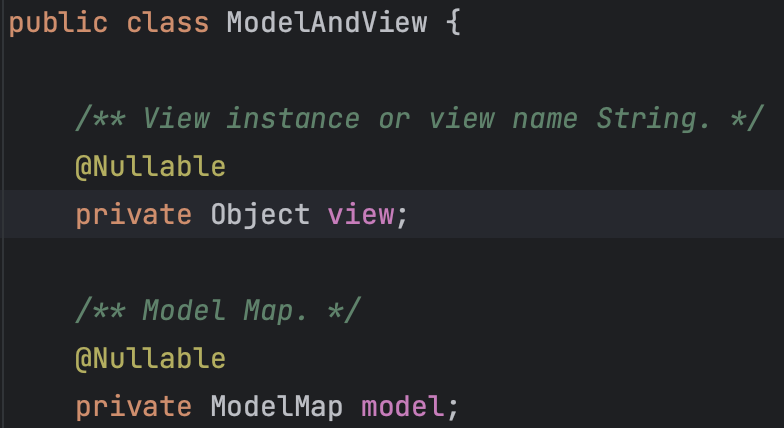 public class ModelAndView {
/** View instance or view name String. */
@Nullable
private Object view;
/** Model Map. */
@Nullable
private ModelMap model;